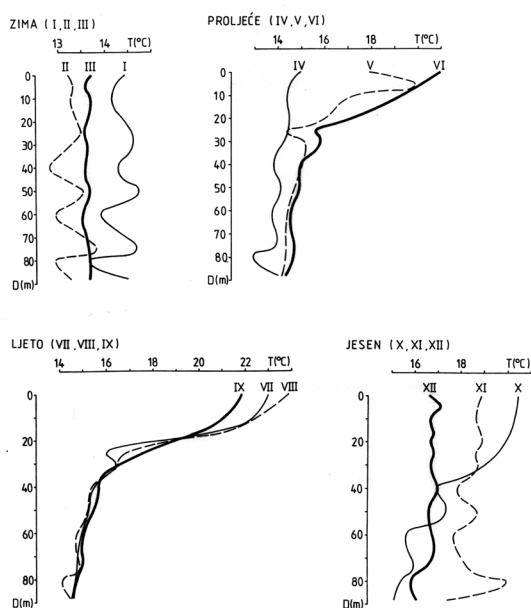 ZIMA (I, II, III)
13 14 T(°C)
II III I
0
10
20
30
40
50
60
70
80
D(m)
PROLJEĆE (IV, V, VI)
14 16 T(°C)
IV V VI
0
10
20
30
40
50
60
70
80
D(m)
LJETO (VII, VIII, IX)
14 16 20 22 T(°C)
IX VII VIII
0
20
40
60
80
D(m)
JESEN (X, XI, XII)
16 18 T(°C)
XII XI X
0
20
40
60
80
D(m)